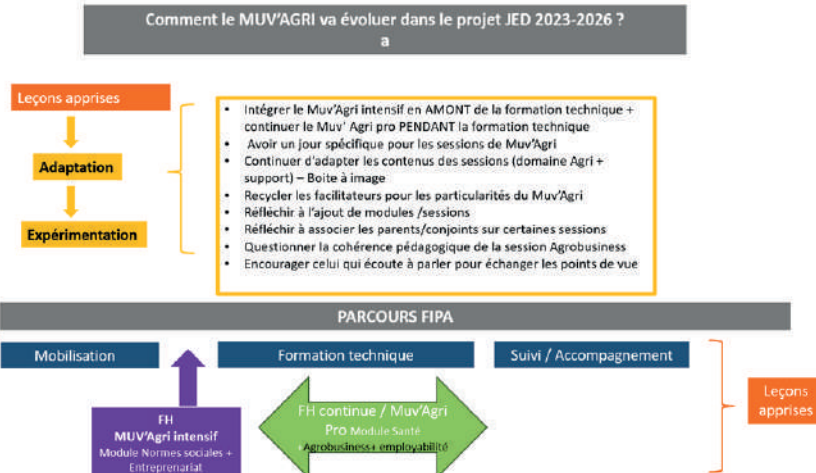 Comment le MUV'AGRI va évoluer dans le projet JED 2023-2026 ?
a
Leçons apprises
Adaptation
Expérimentation
• Intégrer le Muv'Agri intensif en AMONT de la formation technique +
continuer le Muv' Agri pro PENDANT la formation technique
• Avoir un jour spécifique pour les sessions de Muv'Agri
• Continuer d'adapter les contenus des sessions (domaine Agri +
support) – Boite à image
• Recycler les facilitateurs pour les particularités du Muv'Agri
• Réfléchir à l'ajout de modules /sessions
• Réfléchir à associer les parents/conjoints sur certaines sessions
• Questionner la cohérence pédagogique de la session Agrobusiness
• Encourager celui qui écoute à parler pour échanger les points de vue
PARCOURS FIPA
Mobilisation
Formation technique
Suivi / Accompagnement
FH
MUV'Agri intensif
Module Normes sociales +
Entreprenariat
FH continue / Muv'Agri
Pro Module Santé
Agrobusiness+ employabilité
Leçons
apprises